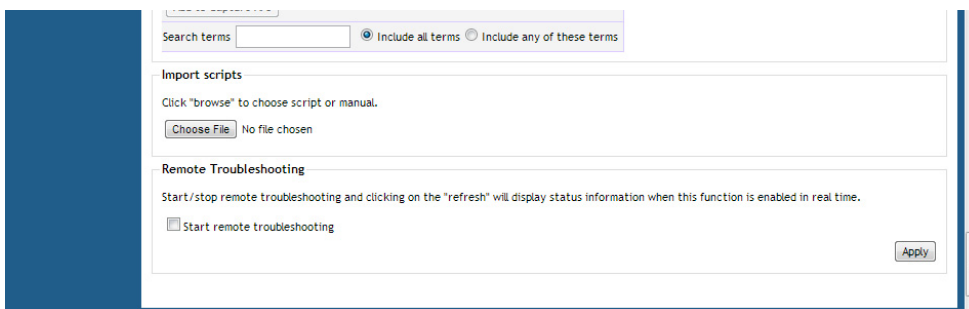 Search terms Include all terms Include any of these terms
Import scripts
Click "browse" to choose script or manual.
Choose File No file chosen
Remote Troubleshooting
Start/stop remote troubleshooting and clicking on the "refresh" will display status information when this function is enabled in real time.
Start remote troubleshooting
Apply